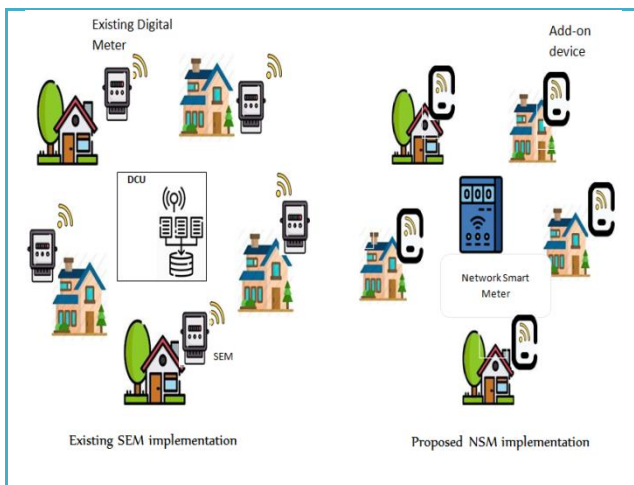 Existing Digital
Meter
Add-on
device
DCU
Network Smart
Meter
SEM
Existing SEM implementation
Proposed NSM implementation